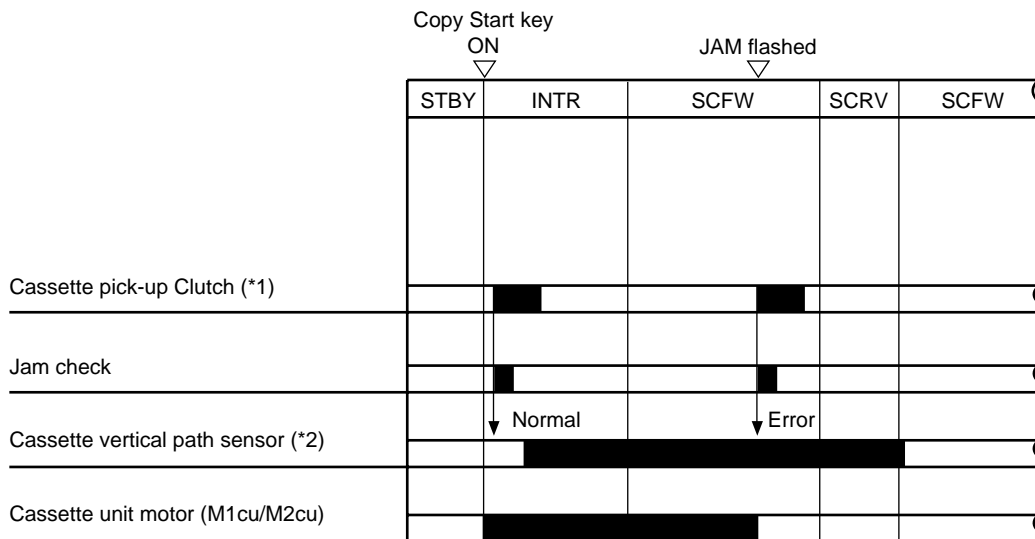 Copy Start key
ON
JAM flashed
STBY INTR SCFW SCRV SCFW
Cassette pick-up Clutch (*1)
Jam check
Normal Error
Cassette vertical path sensor (*2)
Cassette unit motor (M1cu/M2cu)